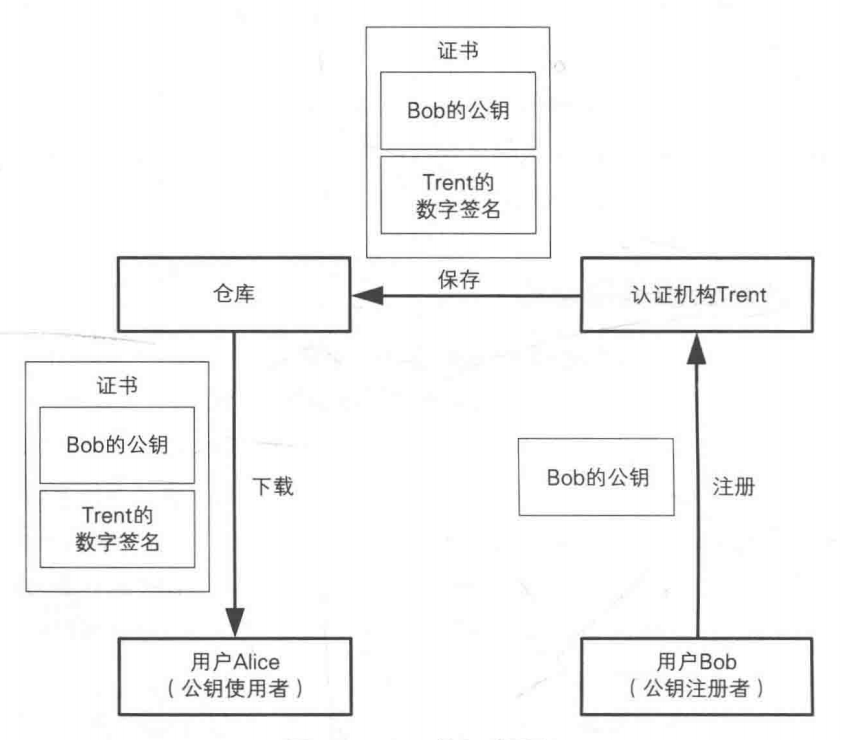 证书
Bob的公钥
Trent的
数字签名
仓库
保存
认证机构Trent
证书
Bob的公钥
Trent的
数字签名
下载
Bob的公钥
注册
用户Alice
（公钥使用者）
用户Bob
（公钥注册者）